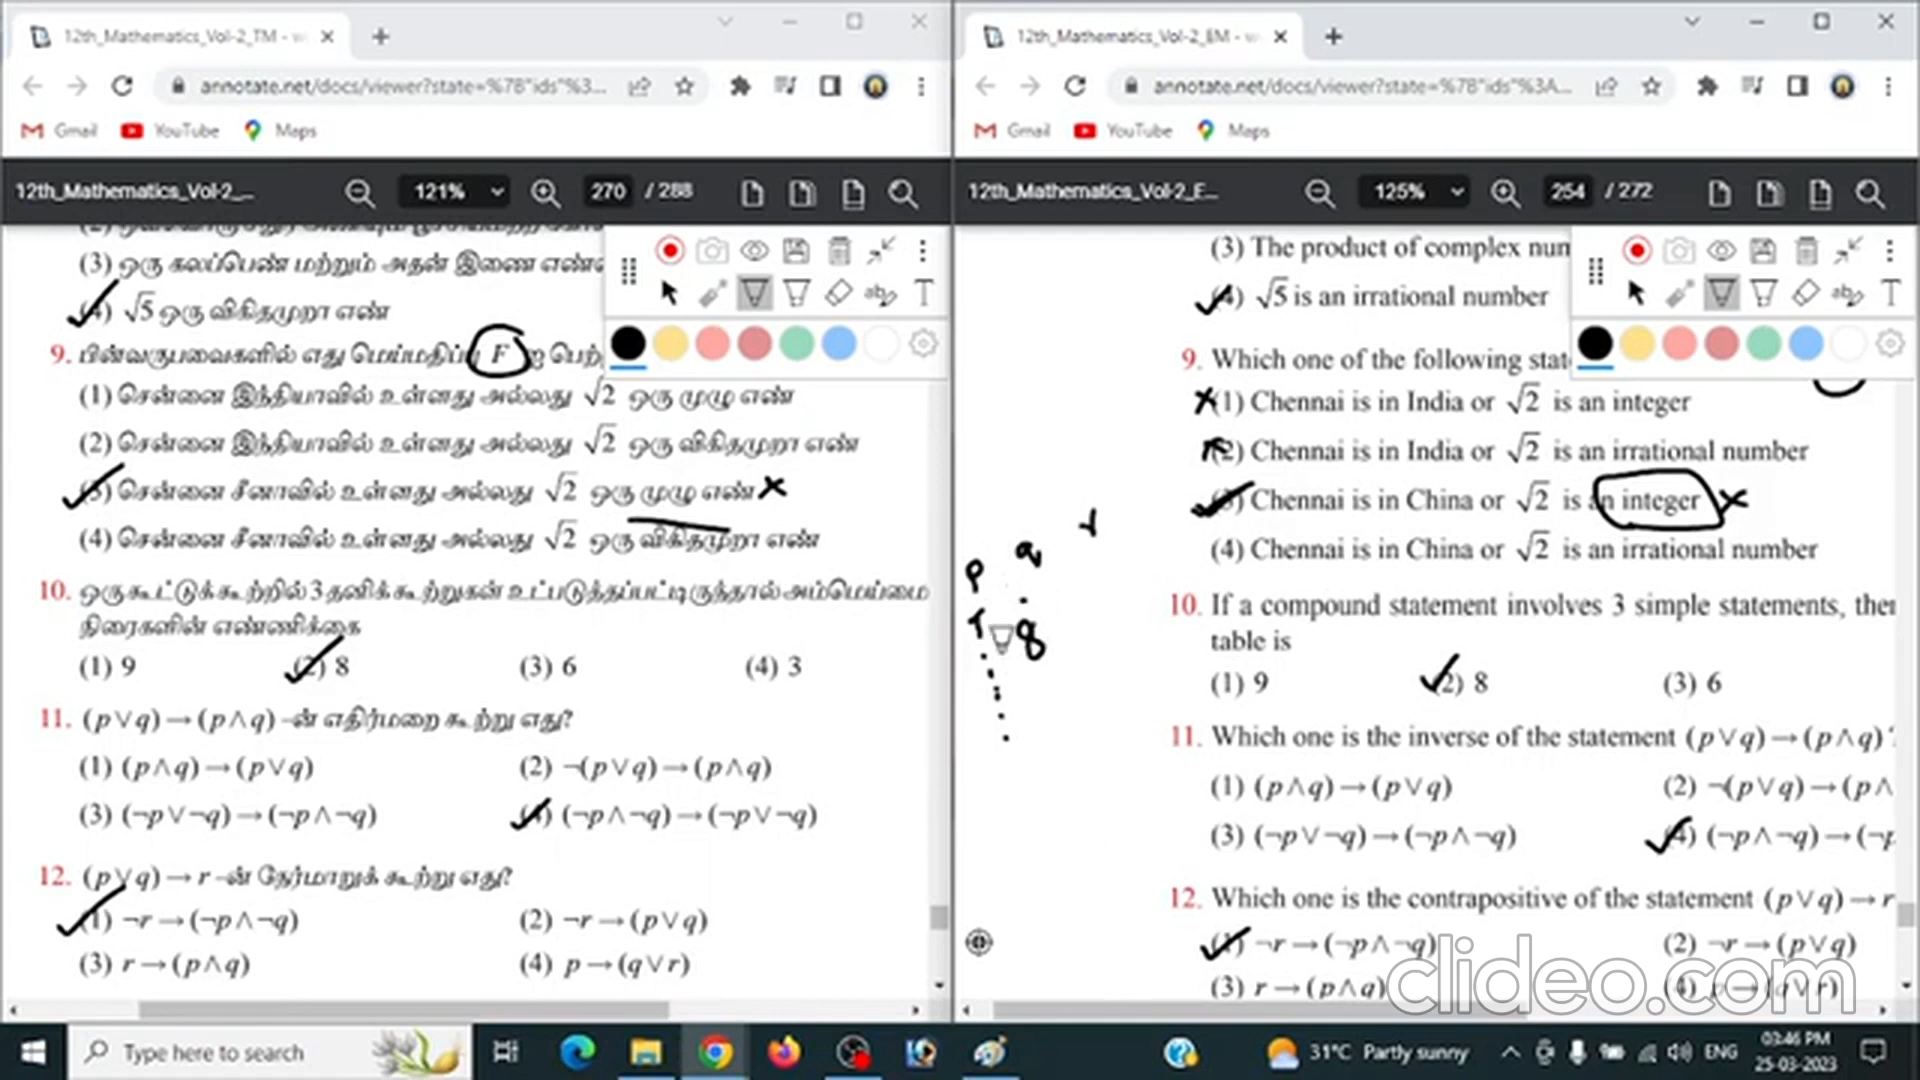 12th_Mathematics_Vol-2_TM - w
annotate.net/docs/viewer?state=%7B"ids"%3...
Gmail YouTube Maps
12th_Mathematics_Vol-2_... 121% 270 / 288
(3) ஒரு கலப்பெண் மற்றும் அதன் இணை
(4) √5 ஒரு விகிதமுறா எண்
9. பின்வருபவைகளில் எது மெய்மதிப்பு F ஐ
(1) சென்னை இந்தியாவில் உள்ளது அல்லது √2 ஒரு முழு எண்
(2) சென்னை இந்தியாவில் உள்ளது அல்லது √2 ஒரு விகிதமுறா எண்
(3) சென்னை சீனாவில் உள்ளது அல்லது √2 ஒரு முழு எண்
(4) சென்னை சீனாவில் உள்ளது அல்லது √2 ஒரு விகிதமுறா எண்
10. ஒரு கூட்டுக் கூற்றில் 3 தனிக் கூற்றுகள் உட்படுத்தப்பட்டிருந்தால் அம்மெய்மை
நிரைகளின் எண்ணிக்கை
(1) 9 (2) 8 (3) 6 (4) 3
11. (p∨q)→(p∧q) -ன் எதிர்மறை கூற்று எது?
(1) (p∧q)→(p∨q) (2) ¬(p∨q)→(p∧q)
(3) (¬p∨¬q)→(¬p∧¬q) (4) (¬p∧¬q)→(¬p∨¬q)
12. (p∨q)→r -ன் நேர்மாறுக் கூற்று எது?
(1) ¬r→(¬p∧¬q) (2) ¬r→(p∨q)
(3) r→(p∧q) (4) p→(q∨r)
12th_Mathematics_Vol-2_EM - w
annotate.net/docs/viewer?state=%7B"ids"%3A...
Gmail YouTube Maps
12th_Mathematics_Vol-2_E... 125% 254 / 272
(3) The product of complex num
(4) √5 is an irrational number
9. Which one of the following
(1) Chennai is in India or √2 is an integer
(2) Chennai is in India or √2 is an irrational number
(3) Chennai is in China or √2 is an integer
(4) Chennai is in China or √2 is an irrational number
p q r
T 8
10. If a compound statement involves 3 simple statements,
table is
(1) 9 (2) 8 (3) 6
11. Which one is the inverse of the statement (p∨q)→(p∧q)
(1) (p∧q)→(p∨q) (2) ¬(p∨q)→(p∧
(3) (¬p∨¬q)→(¬p∧¬q) (4) (¬p∧¬q)→(¬p
12. Which one is the contrapositive of the statement (p∨q)→r
(1) ¬r→(¬p∧¬q) (2) ¬r→(p∨q)
(3) r→(p∧q) (4) p→(q∨r)
clideo.com
Type here to search
31°C Partly sunny ENG 03:46 PM
25-03-2023